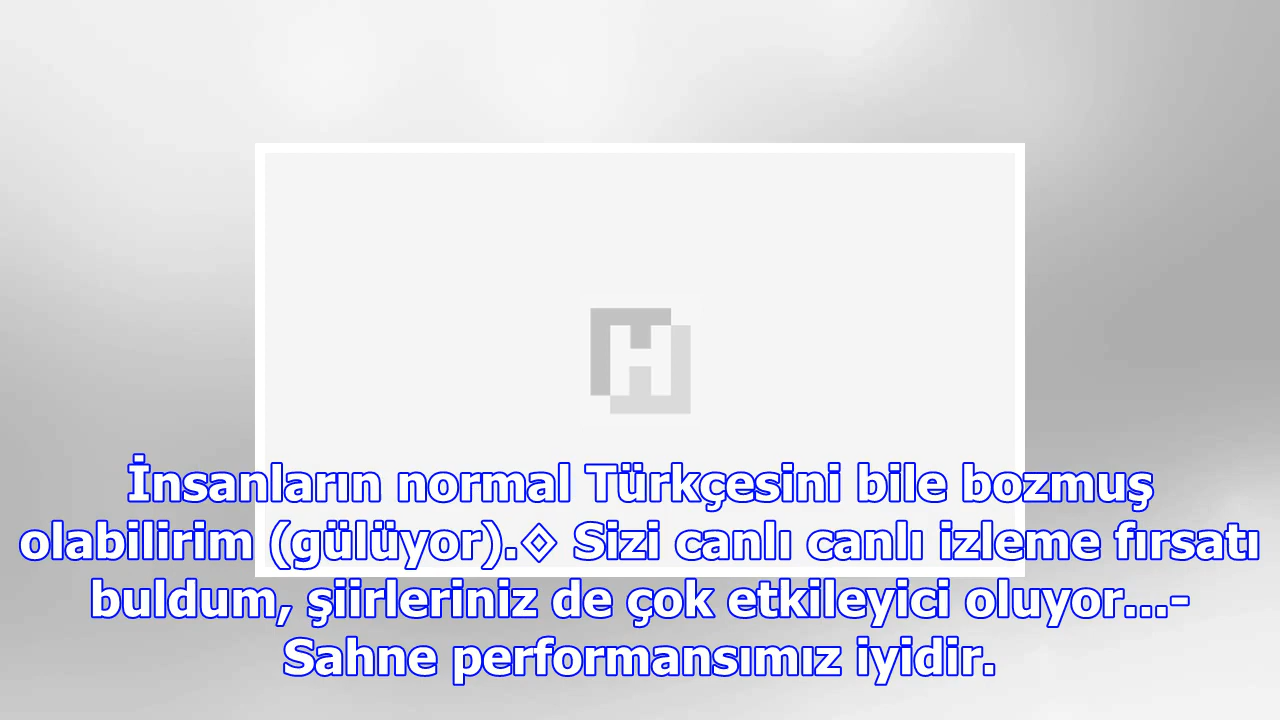 İnsanların normal Türkçesini bile bozmuş
olabilirim (gülüyor).◇ Sizi canlı canlı izleme fırsatı
buldum, şiirleriniz de çok etkileyici oluyor...-
Sahne performansımız iyidir.